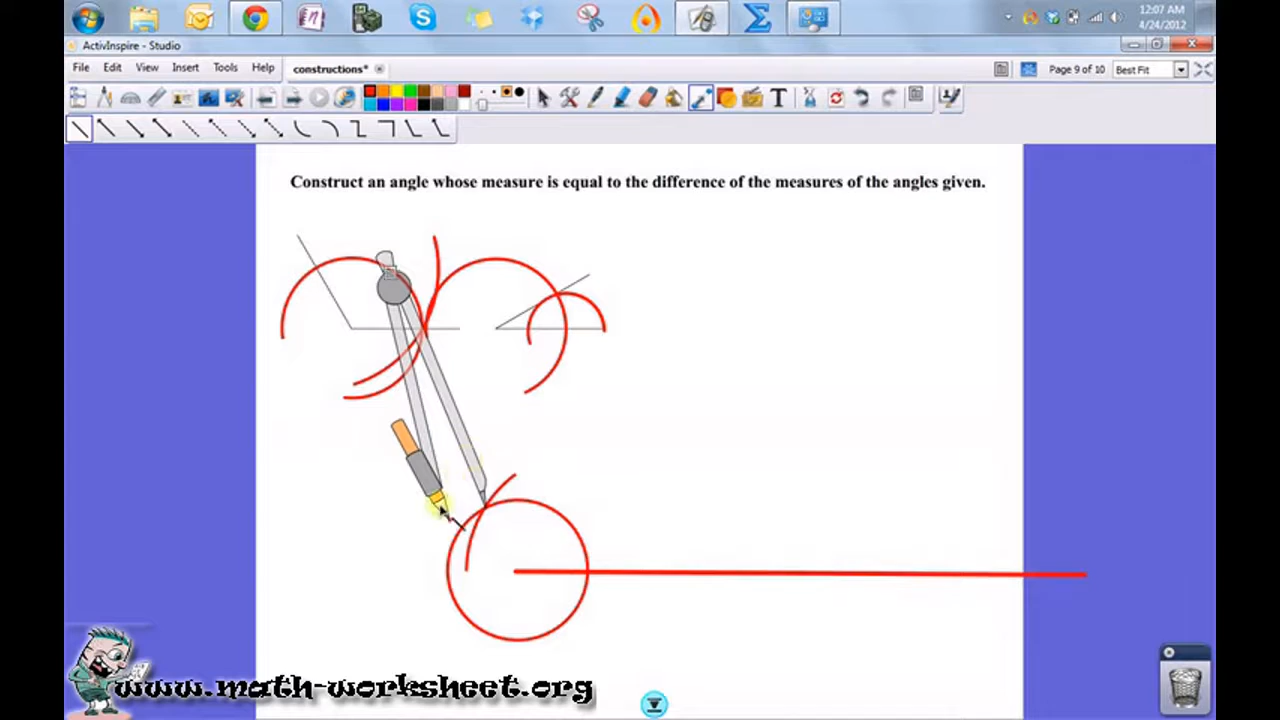 12:07 AM
4/24/2012
ActivInspire - Studio
File Edit View Insert Tools Help constructions* Page 9 of 10 Best Fit
Construct an angle whose measure is equal to the difference of the measures of the angles given.
www.math-worksheet.org